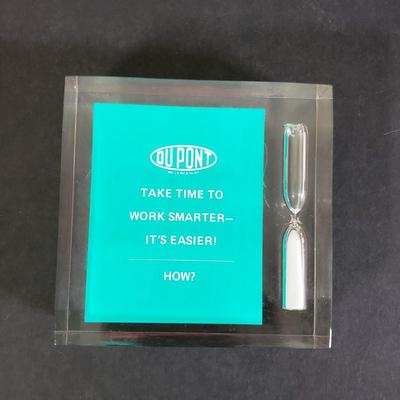 DU PONT
TAKE TIME TO
WORK SMARTER—
IT'S EASIER!
HOW?